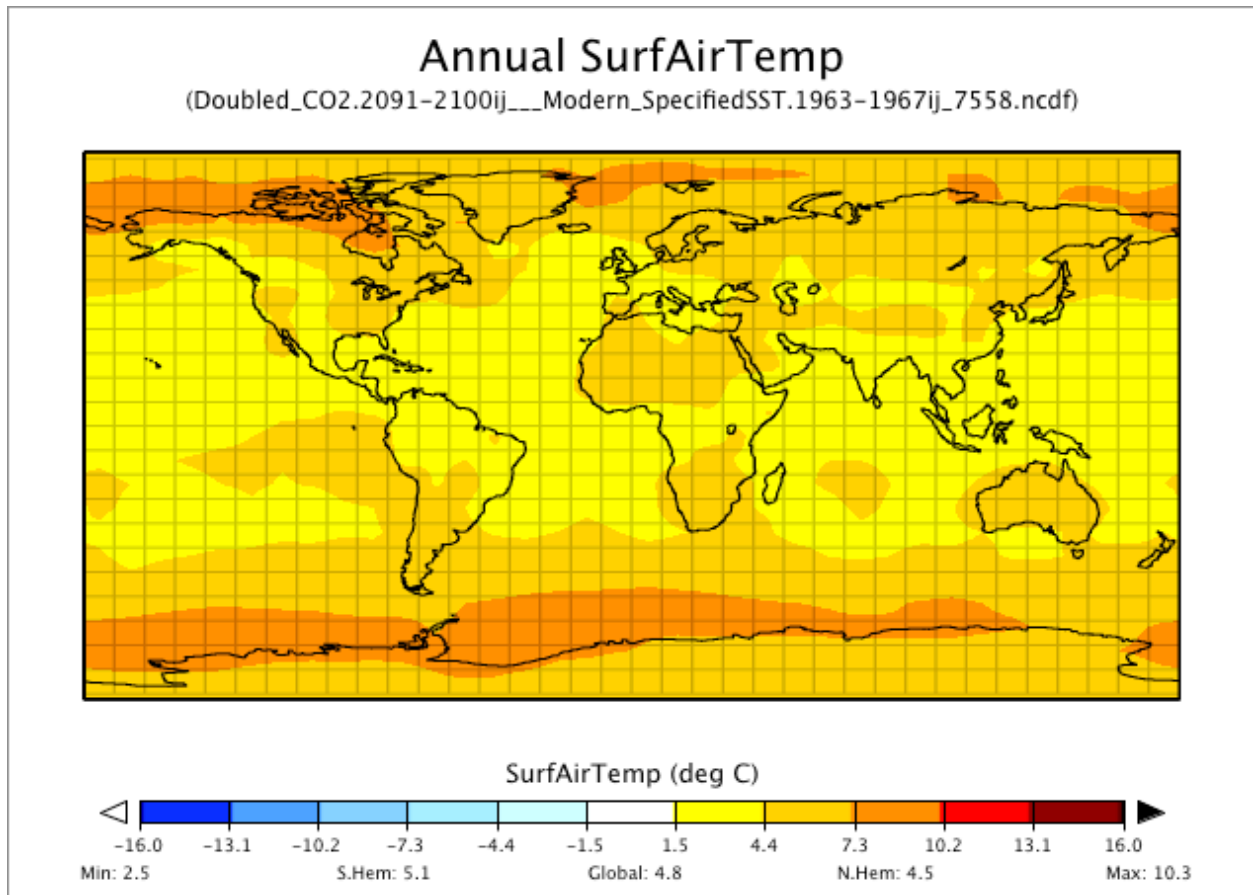 Annual SurfAirTemp
(Doubled_CO2.2091-2100ij___Modern_SpecifiedSST.1963-1967ij_7558.ncdf)
SurfAirTemp (deg C)
-16.0 -13.1 -10.2 -7.3 -4.4 -1.5 1.5 4.4 7.3 10.2 13.1 16.0
Min: 2.5 S.Hem: 5.1 Global: 4.8 N.Hem: 4.5 Max: 10.3